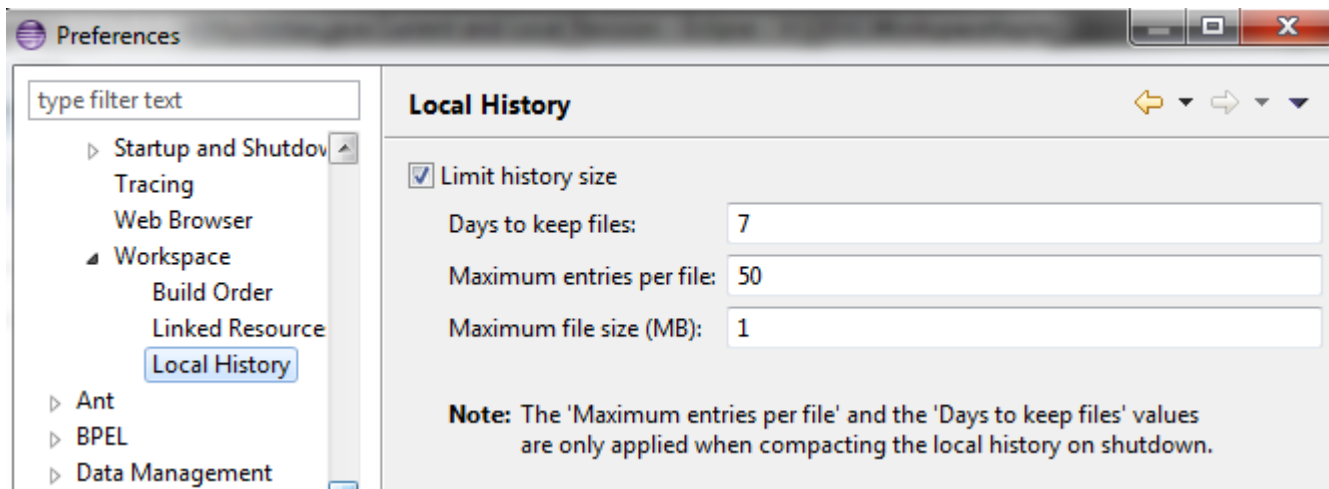 Preferences
type filter text
Startup and Shutdov
Tracing
Web Browser
Workspace
Build Order
Linked Resource
Local History
Ant
BPEL
Data Management
Local History
Limit history size
Days to keep files: 7
Maximum entries per file: 50
Maximum file size (MB): 1
Note: The 'Maximum entries per file' and the 'Days to keep files' values
are only applied when compacting the local history on shutdown.